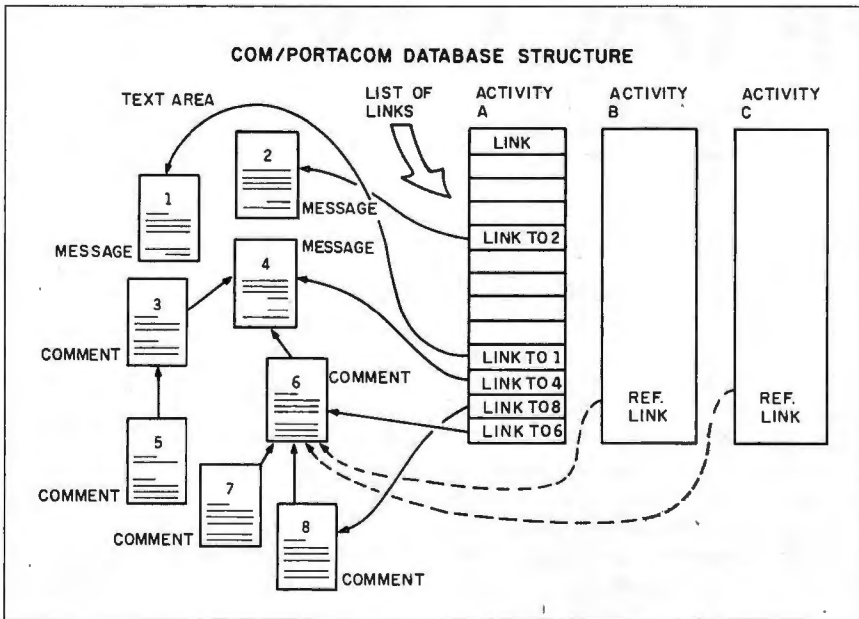 COM/PORTACOM DATABASE STRUCTURE
TEXT AREA
LIST OF
LINKS
ACTIVITY
A
ACTIVITY
B
ACTIVITY
C
LINK
1
MESSAGE
2
MESSAGE
MESSAGE
4
LINK TO 2
3
COMMENT
LINK TO 1
LINK TO 4
LINK TO 8
LINK TO 6
6
COMMENT
REF.
LINK
REF.
LINK
5
COMMENT
7
COMMENT
8
COMMENT